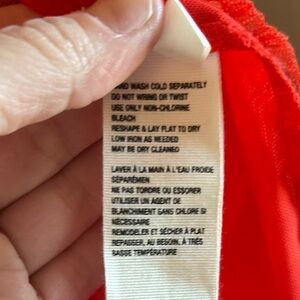 HAND WASH COLD SEPARATELY
DO NOT WRING OR TWIST
USE ONLY NON-CHLORINE
BLEACH
RESHAPE & LAY FLAT TO DRY
LOW IRON AS NEEDED
MAY BE DRY CLEANED
LAVER À LA MAIN À L'EAU FROIDE
SÉPARÉMEN
NE PAS TORDRE OU ESSORER
UTILISER UN AGENT DE
BLANCHIMENT SANS CHLORE SI
NÉCESSAIRE
REMODELER ET SÉCHER À PLAT
REPASSER, AU BESOIN, À TRÈS
BASSE TEMPÉRATURE